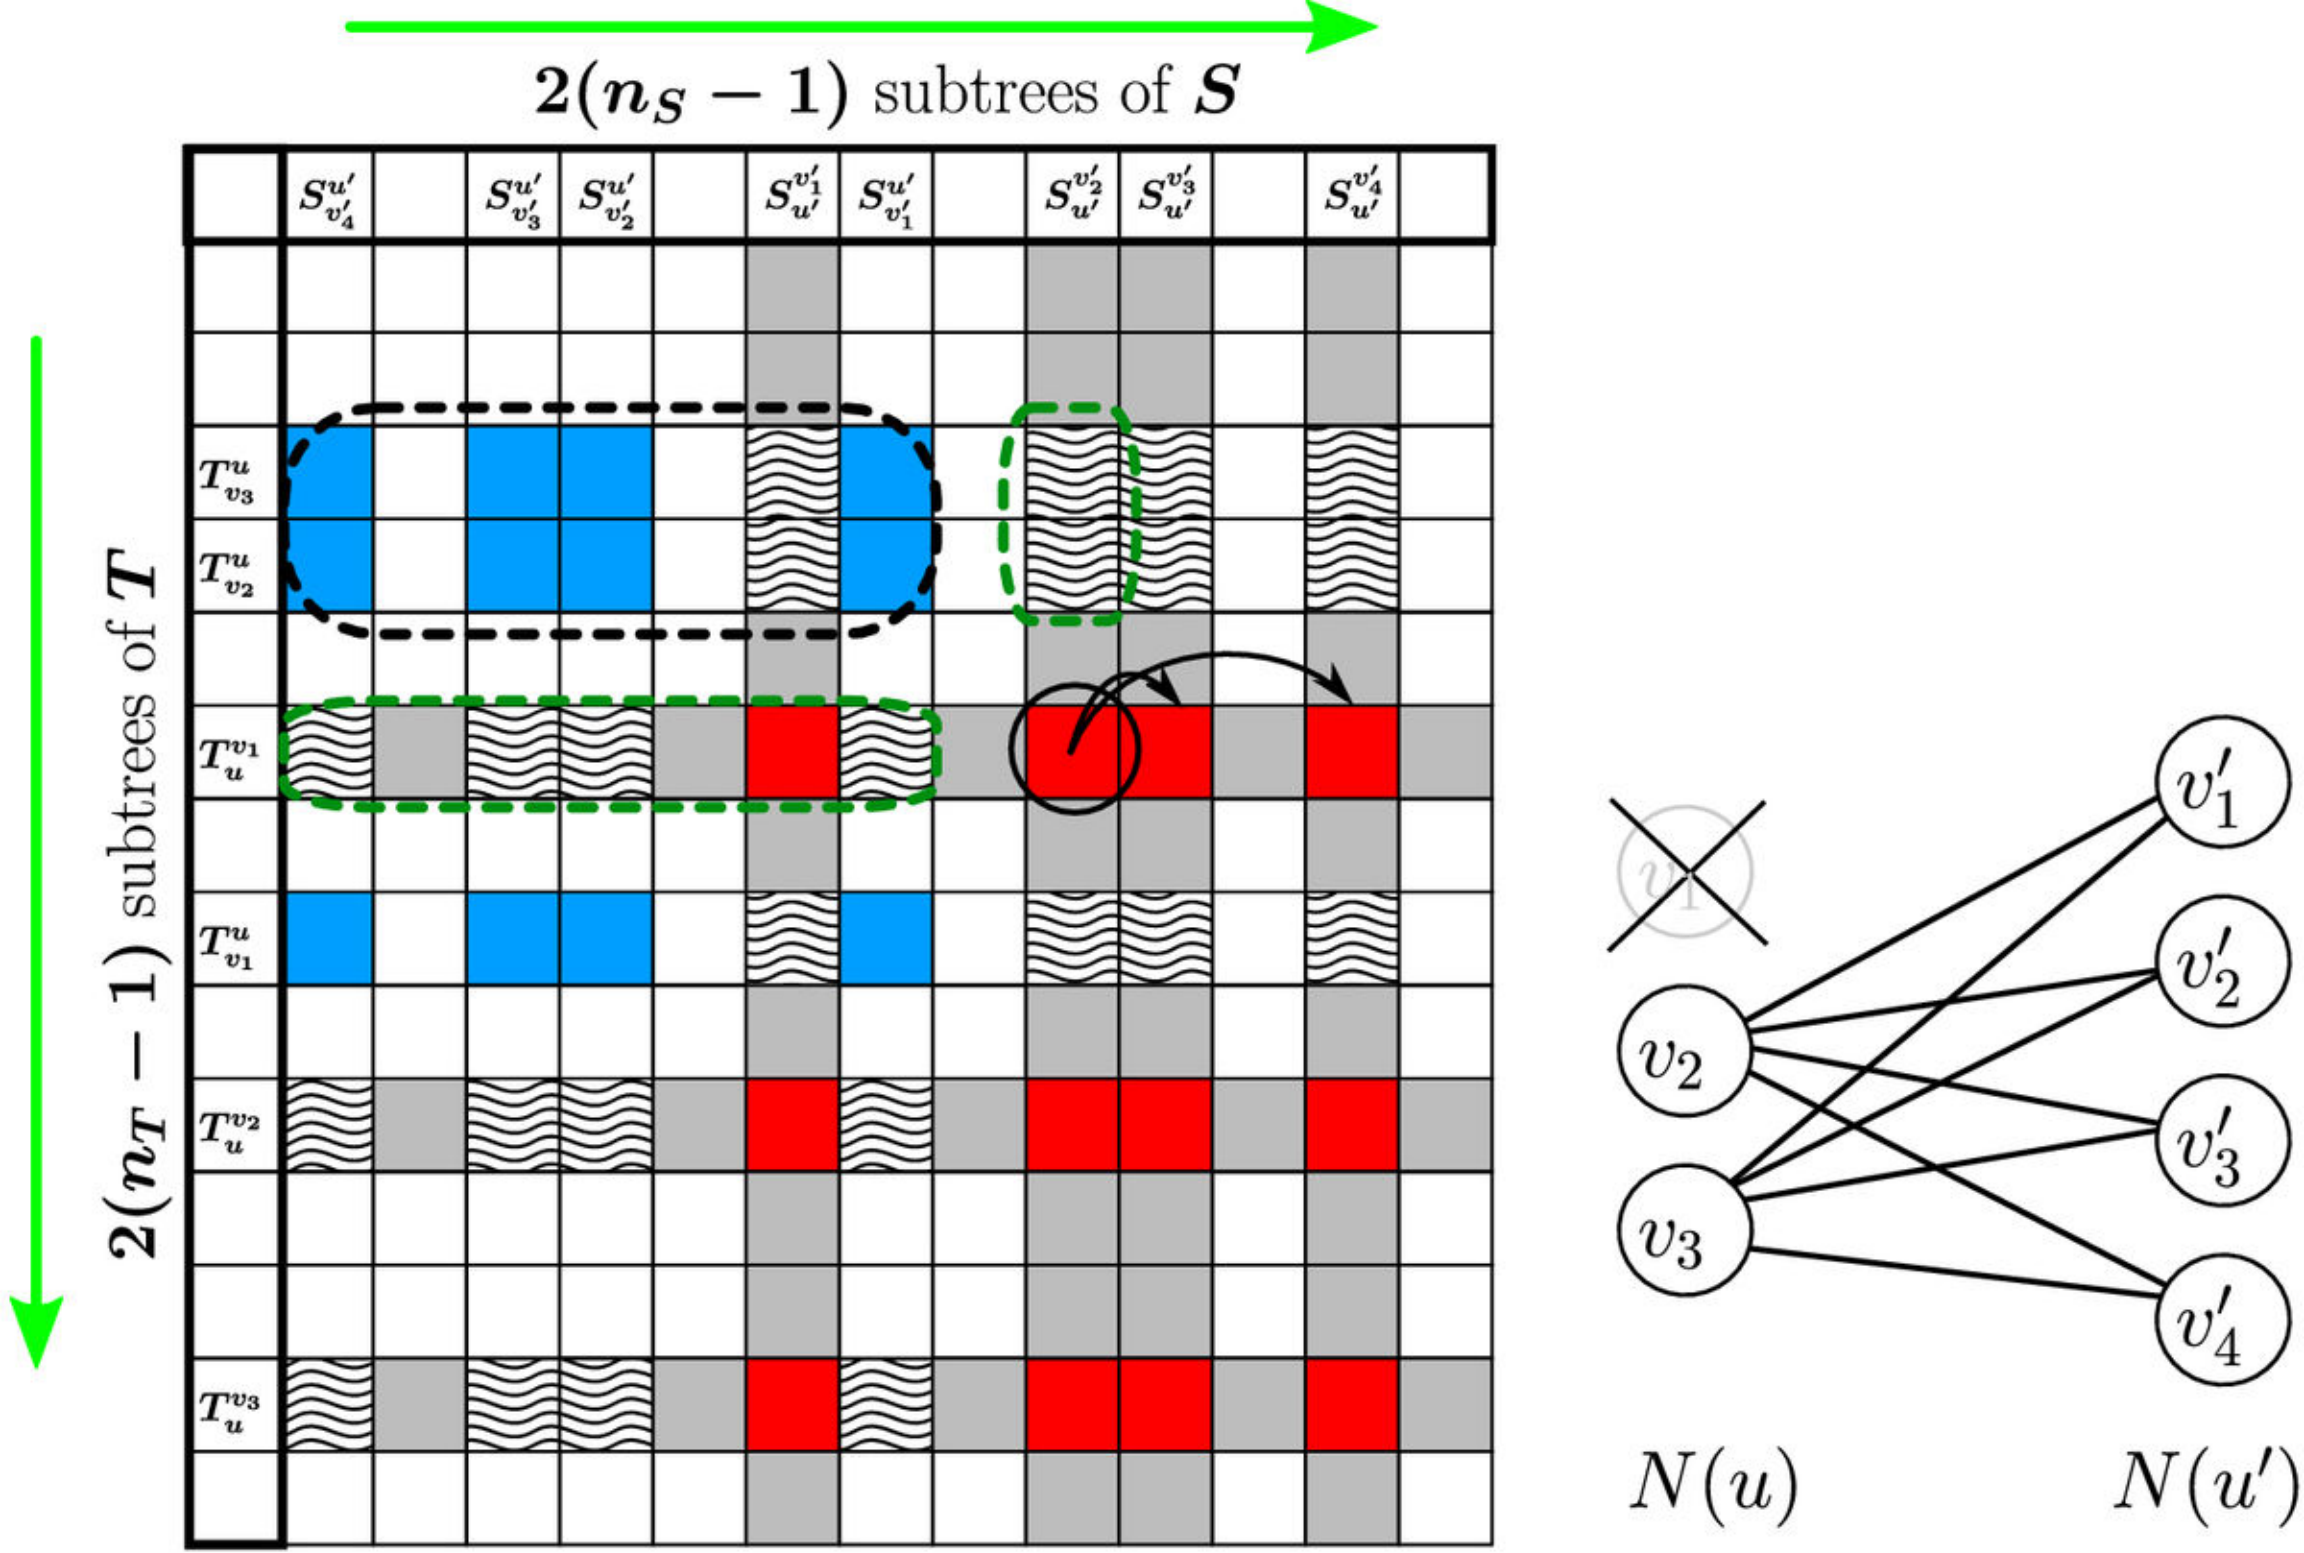 2(n_S − 1) subtrees of S
S^{u'}_{v'_4} S^{u'}_{v'_3} S^{u'}_{v'_2} S^{v'_1}_{u'} S^{u'}_{v'_1} S^{v'_2}_{u'} S^{v'_3}_{u'} S^{v'_4}_{u'}
2(n_T − 1) subtrees of T
T^u_{v_3}
T^u_{v_2}
T^{v_1}_u
T^u_{v_1}
T^{v_2}_u
T^{v_3}_u
v_1
v_2
v_3
N(u)
v'_1
v'_2
v'_3
v'_4
N(u')